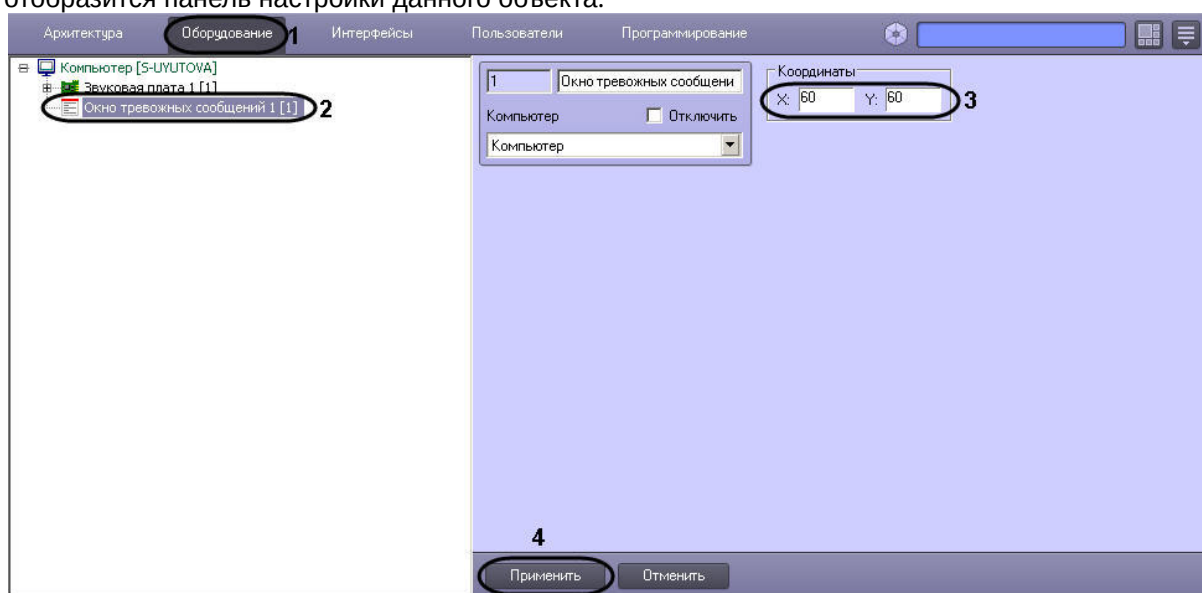 отобразится панель настройки данного объекта.
Архитектура Оборудование 1 Интерфейсы Пользователи Программирование
Компьютер [S-UYUTOVA]
Звуковая плата 1 [1]
Окно тревожных сообщений 1 [1] 2
1 Окно тревожных сообщени
Компьютер Отключить
Компьютер
Координаты
X: 60 Y: 60 3
4
Применить Отменить